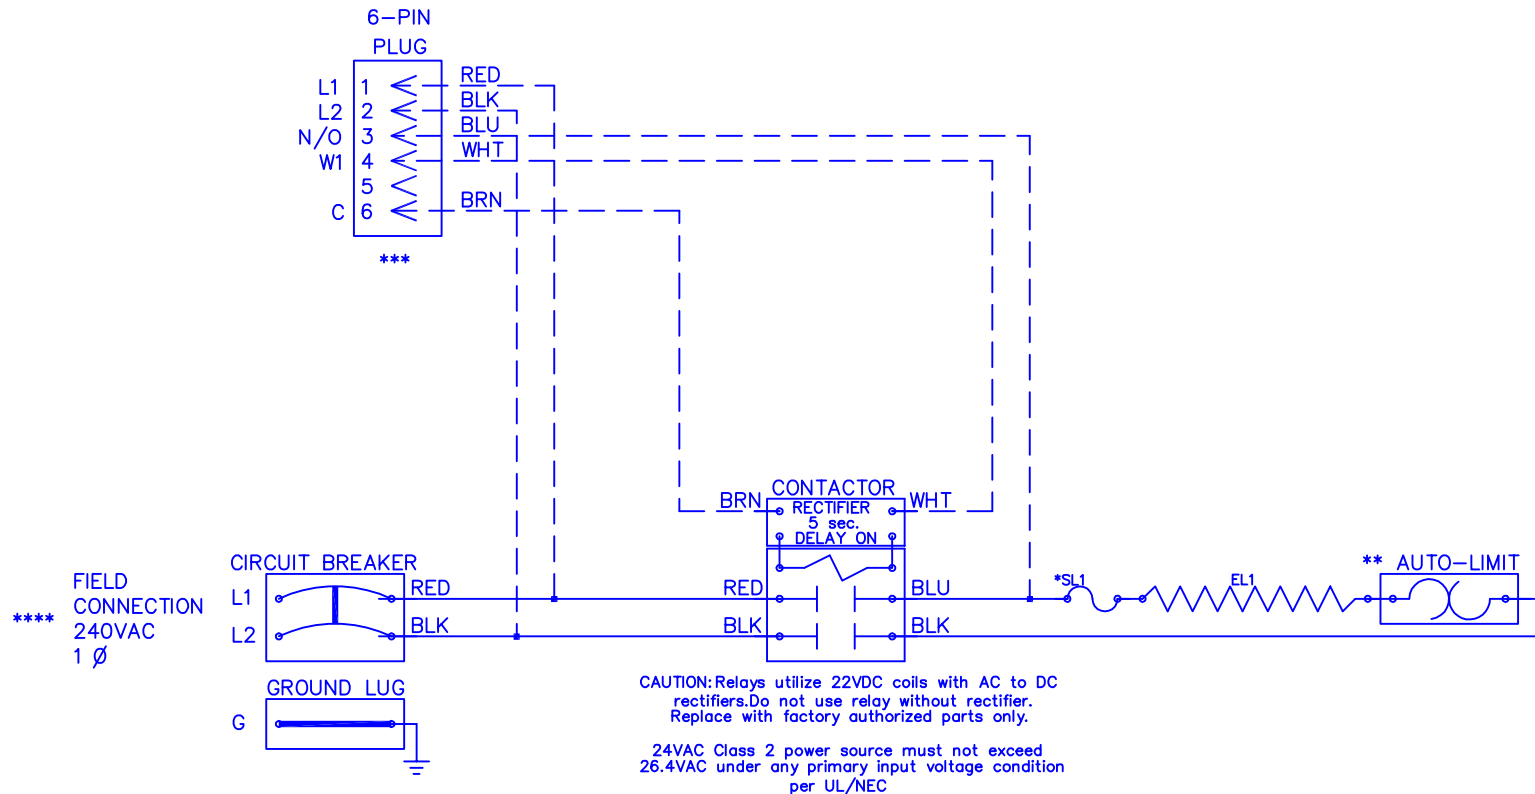 6-PIN
PLUG
L1 1 RED
L2 2 BLK
N/O 3 BLU
W1 4 WHT
5
C 6 BRN
***
CONTACTOR
BRN RECTIFIER WHT
5 sec.
DELAY ON
CIRCUIT BREAKER
** AUTO-LIMIT
**** FIELD
CONNECTION
240VAC
1 Ø
L1 RED RED BLU *SL1 EL1
L2 BLK BLK BLK
GROUND LUG
G
CAUTION:Relays utilize 22VDC coils with AC to DC
rectifiers.Do not use relay without rectifier.
Replace with factory authorized parts only.
24VAC Class 2 power source must not exceed
26.4VAC under any primary input voltage condition
per UL/NEC